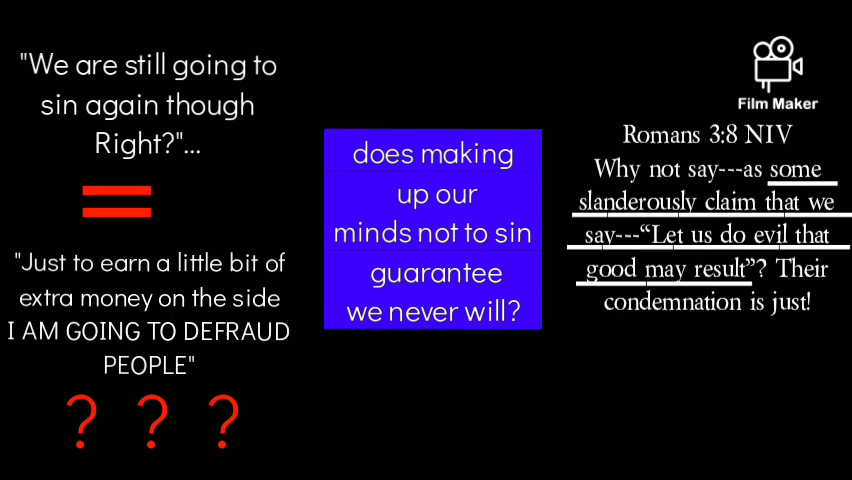 "We are still going to
sin again though
Right?"...
=
"Just to earn a little bit of
extra money on the side
I AM GOING TO DEFRAUD
PEOPLE"
? ? ?
does making
up our
minds not to sin
guarantee
we never will?
Film Maker
Romans 3:8 NIV
Why not say---as some
slanderously claim that we
say---“Let us do evil that
good may result”? Their
condemnation is just!